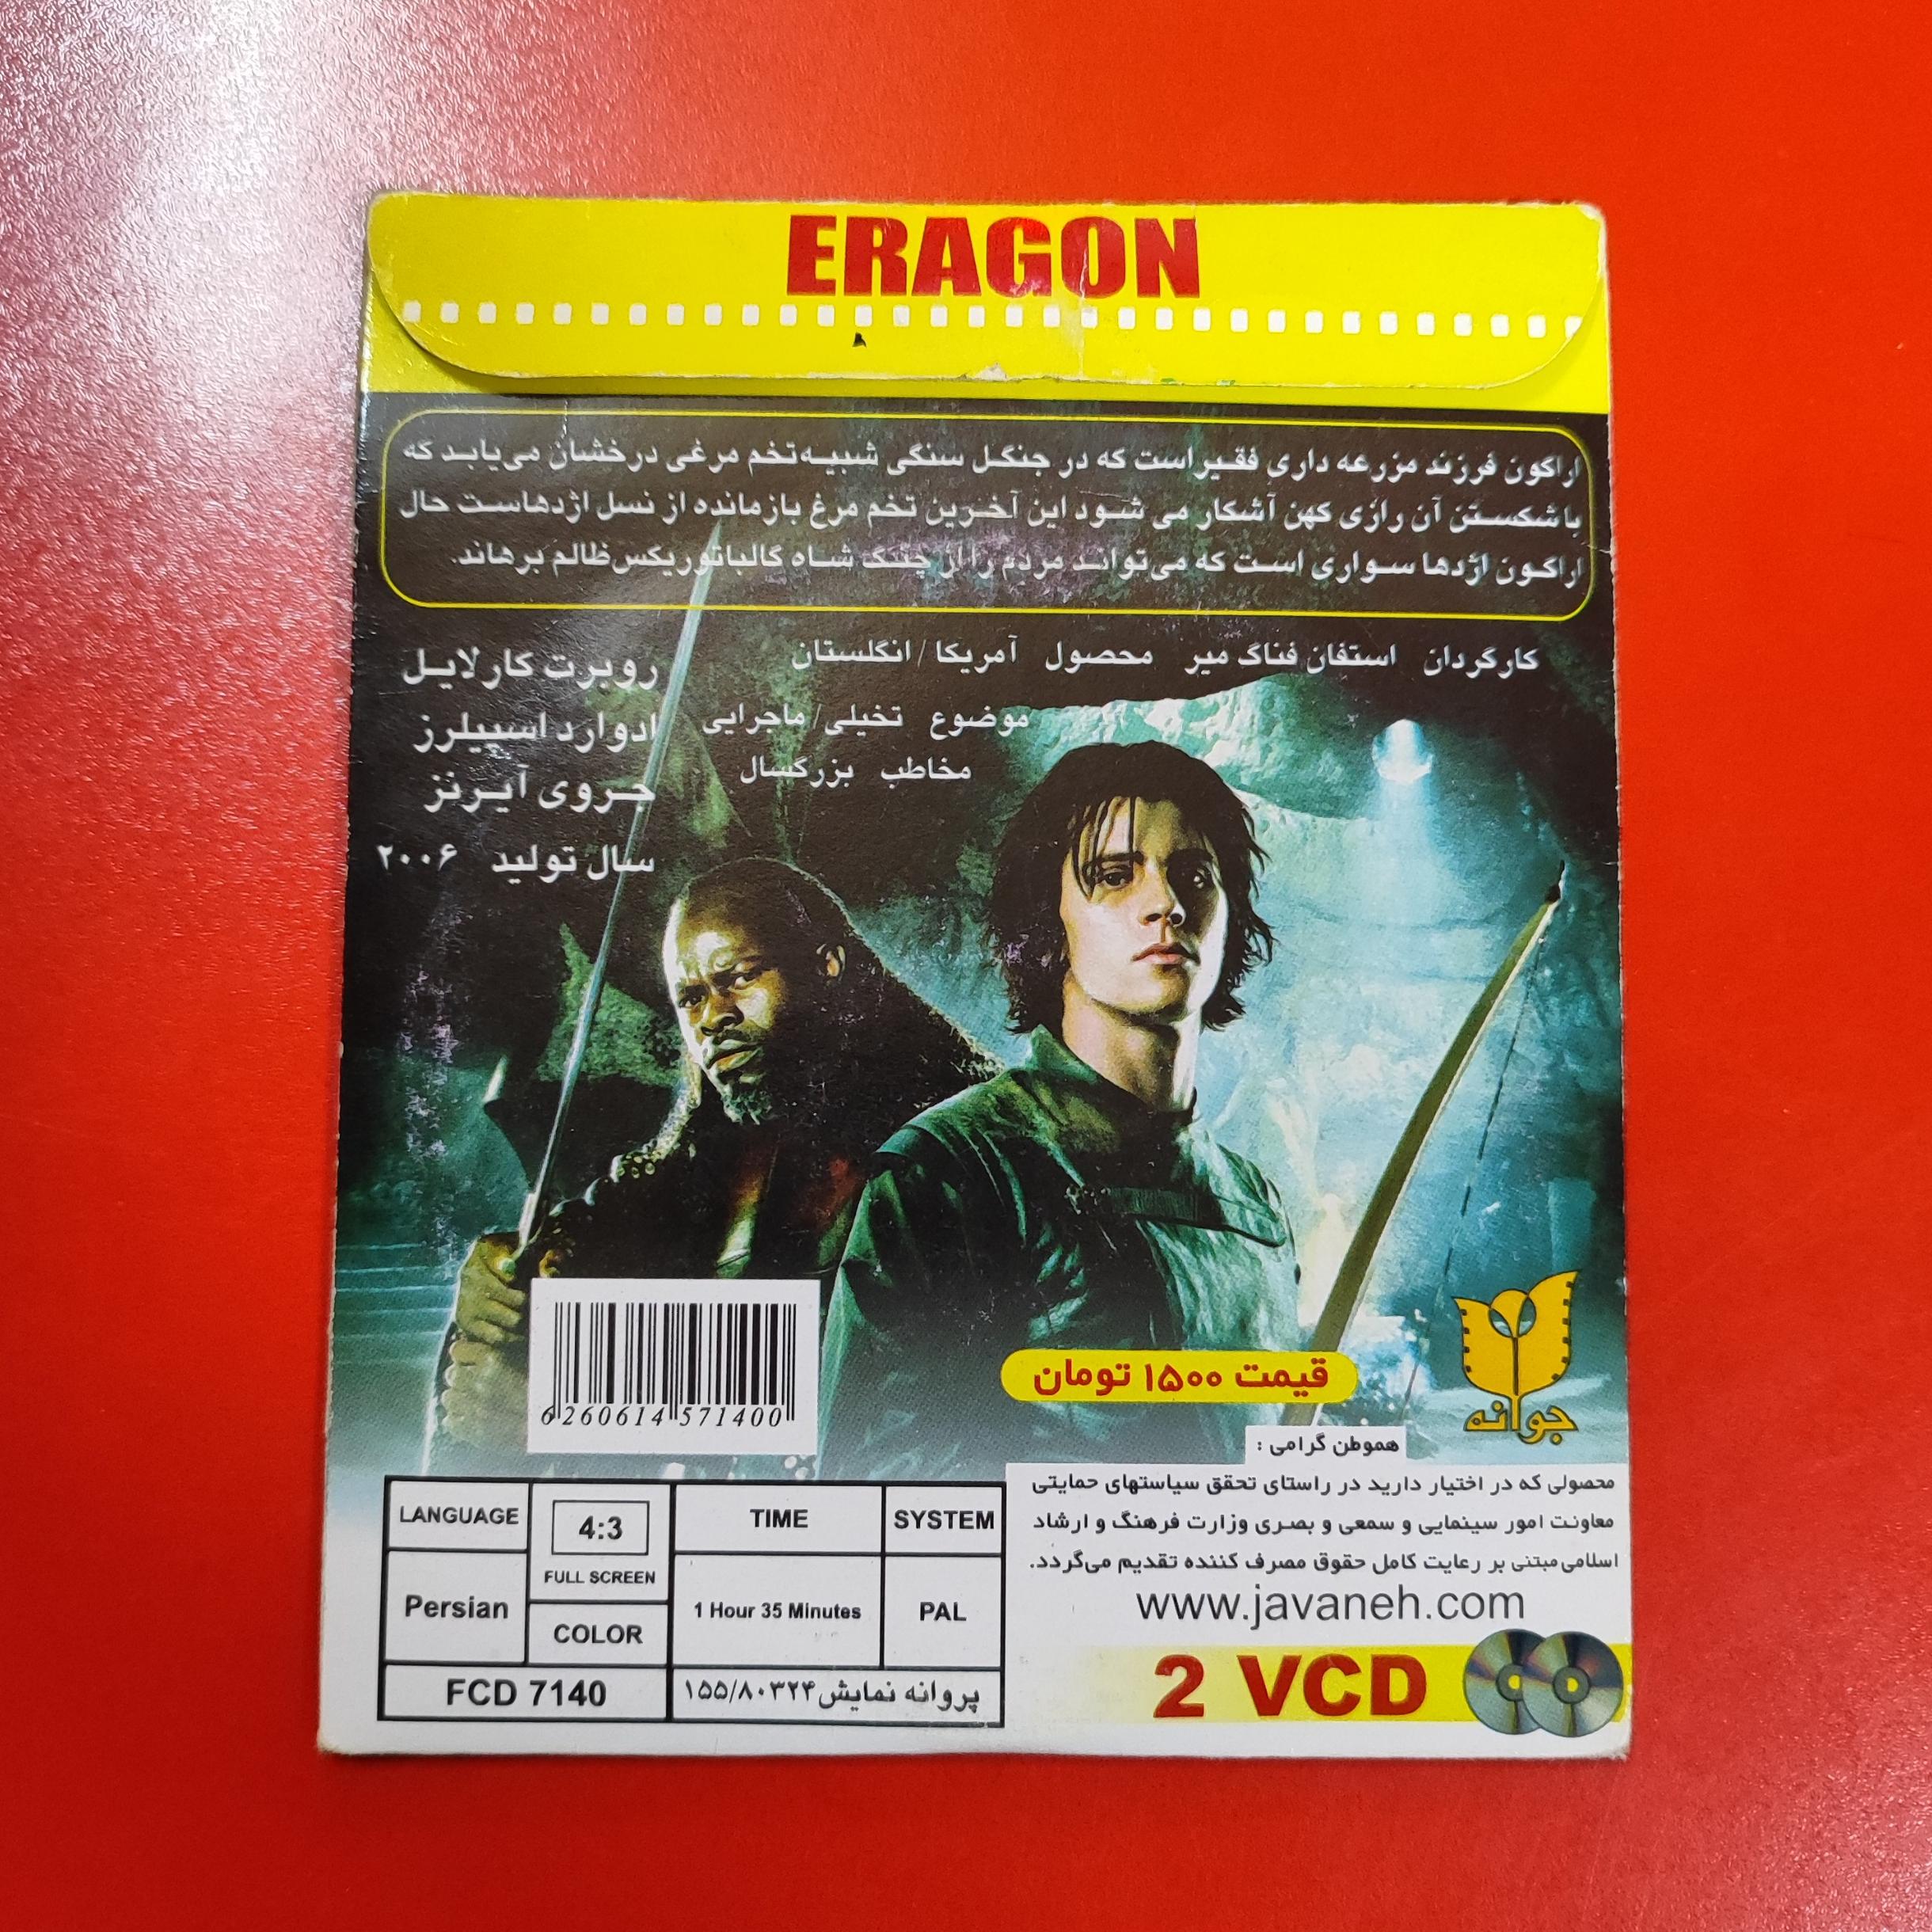 ERAGON
اراگون فرزند مزرعه داری فقیر است که در جنگل سنگی شبیه تخم مرغی درخشان می‌یابد که
با شکستن آن رازی کهن آشکار می شود این آخرین تخم مرغ بازمانده از نسل اژدهاست حال
اراگون اژدها سواری است که می‌تواند مردم را از چنگ شاه گالباتوریکس ظالم برهاند.
کارگردان استفان فناگ میر محصول آمریکا / انگلستان
موضوع تخیلی / ماجرایی
مخاطب بزرگسال
روبرت کارلایل
ادوارد اسپیلرز
جروی آیرنز
سال تولید ۲۰۰۶
6260614571400
قیمت ۱۵۰۰ تومان
جوانه
هموطن گرامی :
محصولی که در اختیار دارید در راستای تحقق سیاستهای حمایتی
معاونت امور سینمایی و سمعی و بصری وزارت فرهنگ و ارشاد
اسلامی مبتنی بر رعایت کامل حقوق مصرف کننده تقدیم می‌گردد.
www.javaneh.com
2 VCD
LANGUAGE
Persian
4:3
FULL SCREEN
COLOR
TIME
1 Hour 35 Minutes
SYSTEM
PAL
FCD 7140
پروانه نمایش ۱۵۵/۸۰۳۲۴